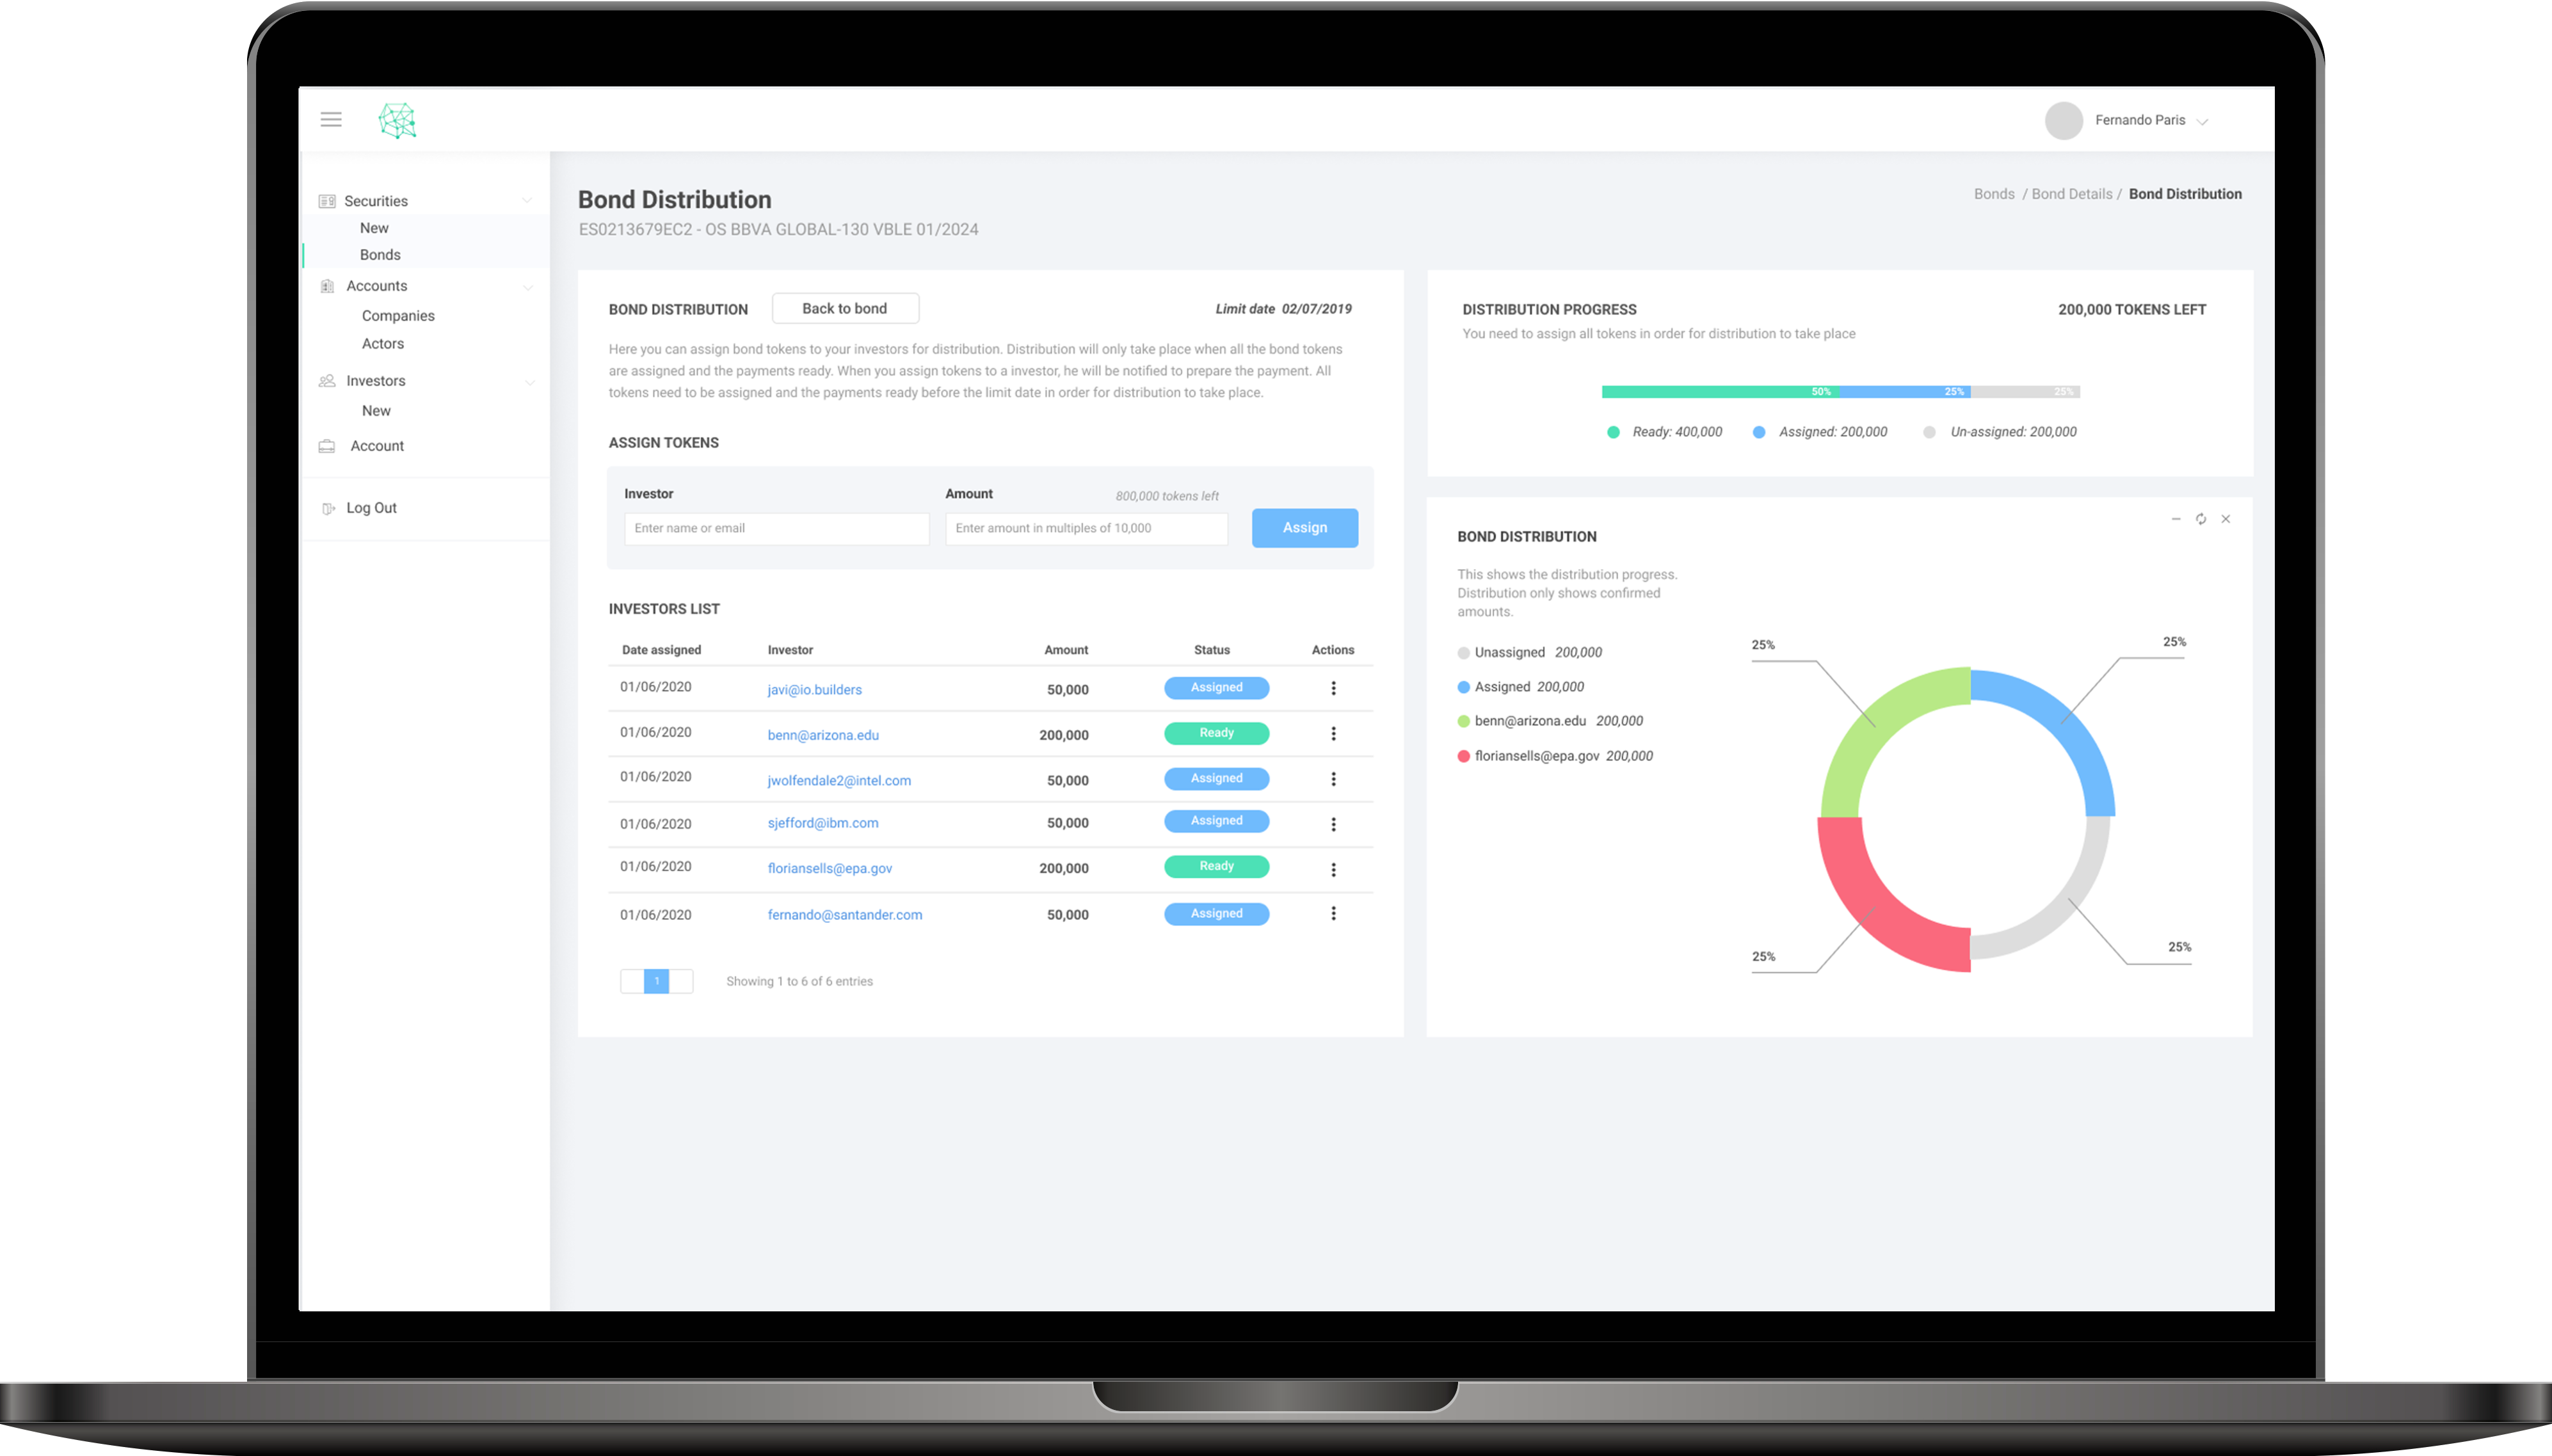 Fernando Paris
Securities
New
Bonds
Accounts
Companies
Actors
Investors
New
Account
Log Out
Bond Distribution
ES0213679EC2 - OS BBVA GLOBAL-130 VBLE 01/2024
Bonds / Bond Details / Bond Distribution
BOND DISTRIBUTION
Back to bond
Limit date 02/07/2019
Here you can assign bond tokens to your investors for distribution. Distribution will only take place when all the bond tokens
are assigned and the payments ready. When you assign tokens to a investor, he will be notified to prepare the payment. All
tokens need to be assigned and the payments ready before the limit date in order for distribution to take place.
ASSIGN TOKENS
Investor
Amount
800,000 tokens left
Enter name or email
Enter amount in multiples of 10,000
Assign
INVESTORS LIST
Date assigned Investor Amount Status Actions
01/06/2020 javi@io.builders 50,000 Assigned
01/06/2020 benn@arizona.edu 200,000 Ready
01/06/2020 jwolfendale2@intel.com 50,000 Assigned
01/06/2020 sjefford@ibm.com 50,000 Assigned
01/06/2020 floriansells@epa.gov 200,000 Ready
01/06/2020 fernando@santander.com 50,000 Assigned
1
Showing 1 to 6 of 6 entries
DISTRIBUTION PROGRESS
200,000 TOKENS LEFT
You need to assign all tokens in order for distribution to take place
50% 25% 25%
Ready: 400,000 Assigned: 200,000 Un-assigned: 200,000
BOND DISTRIBUTION
This shows the distribution progress.
Distribution only shows confirmed
amounts.
Unassigned 200,000
Assigned 200,000
benn@arizona.edu 200,000
floriansells@epa.gov 200,000
25%
25%
25%
25%